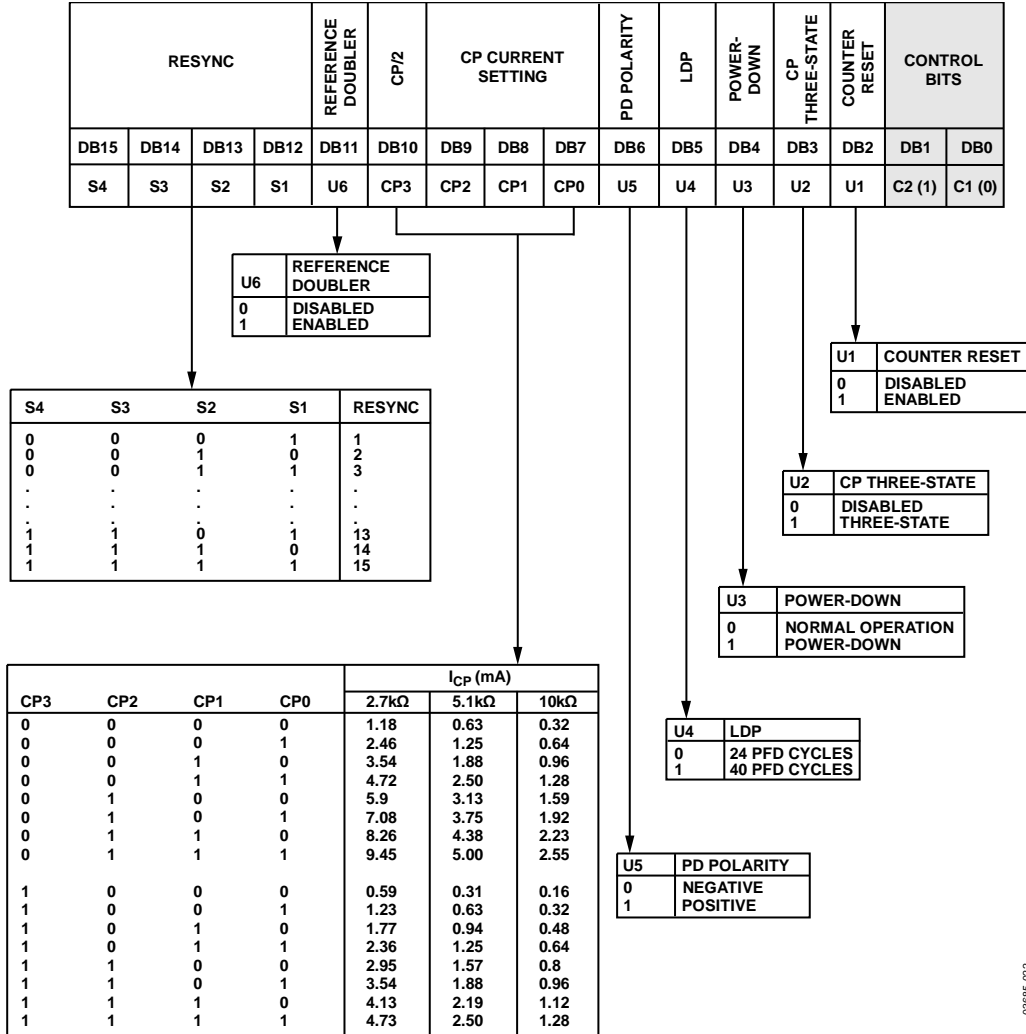 RESYNC
REFERENCE
DOUBLER
CP/2
CP CURRENT
SETTING
PD POLARITY
LDP
POWER-
DOWN
CP
THREE-STATE
COUNTER
RESET
CONTROL
BITS
DB15 DB14 DB13 DB12 DB11 DB10 DB9 DB8 DB7 DB6 DB5 DB4 DB3 DB2 DB1 DB0
S4 S3 S2 S1 U6 CP3 CP2 CP1 CP0 U5 U4 U3 U2 U1 C2 (1) C1 (0)
U6 REFERENCE
DOUBLER
0 DISABLED
1 ENABLED
U1 COUNTER RESET
0 DISABLED
1 ENABLED
S4 S3 S2 S1 RESYNC
0 0 0 1 1
0 0 1 0 2
0 0 1 1 3
. . . . .
. . . . .
. . . . .
1 1 0 1 13
1 1 1 0 14
1 1 1 1 15
U2 CP THREE-STATE
0 DISABLED
1 THREE-STATE
U3 POWER-DOWN
0 NORMAL OPERATION
1 POWER-DOWN
ICP (mA)
CP3 CP2 CP1 CP0 2.7kΩ 5.1kΩ 10kΩ
0 0 0 0 1.18 0.63 0.32
0 0 0 1 2.46 1.25 0.64
0 0 1 0 3.54 1.88 0.96
0 0 1 1 4.72 2.50 1.28
0 1 0 0 5.9 3.13 1.59
0 1 0 1 7.08 3.75 1.92
0 1 1 0 8.26 4.38 2.23
0 1 1 1 9.45 5.00 2.55
1 0 0 0 0.59 0.31 0.16
1 0 0 1 1.23 0.63 0.32
1 0 1 0 1.77 0.94 0.48
1 0 1 1 2.36 1.25 0.64
1 1 0 0 2.95 1.57 0.8
1 1 0 1 3.54 1.88 0.96
1 1 1 0 4.13 2.19 1.12
1 1 1 1 4.73 2.50 1.28
U4 LDP
0 24 PFD CYCLES
1 40 PFD CYCLES
U5 PD POLARITY
0 NEGATIVE
1 POSITIVE